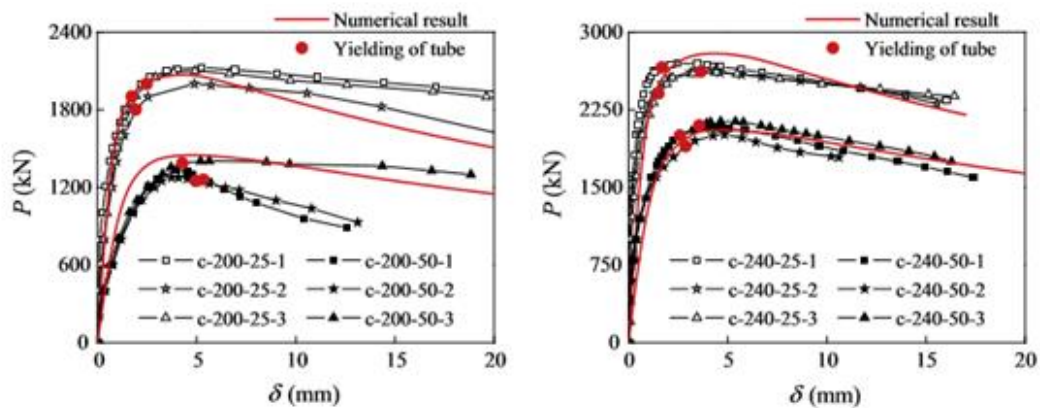 Numerical result
Yielding of tube
2400
1800
1200
600
0
P (kN)
c-200-25-1
c-200-50-1
c-200-25-2
c-200-50-2
c-200-25-3
c-200-50-3
0 5 10 15 20
δ (mm)
Numerical result
Yielding of tube
3000
2250
1500
750
0
P (kN)
c-240-25-1
c-240-50-1
c-240-25-2
c-240-50-2
c-240-25-3
c-240-50-3
0 5 10 15 20
δ (mm)